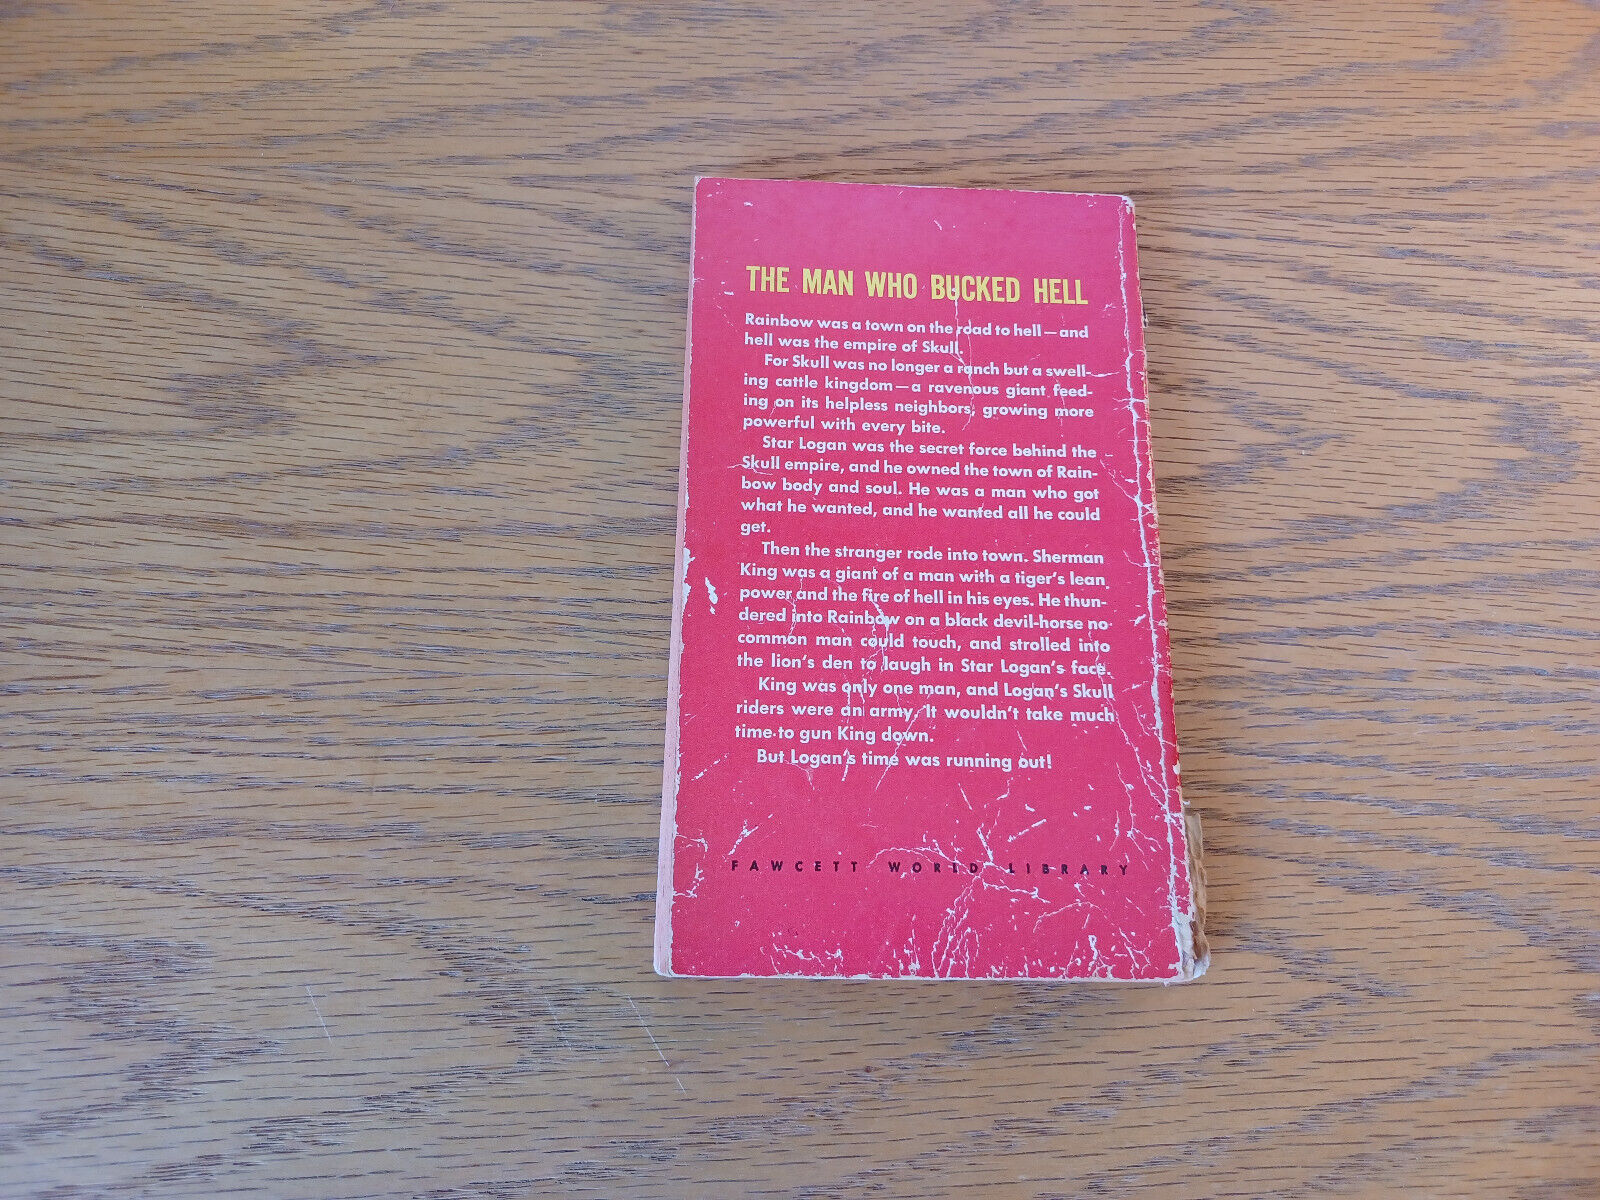 THE MAN WHO BUCKED HELL
Rainbow was a town on the road to hell—and
hell was the empire of Skull.
For Skull was no longer a ranch but a swell-
ing cattle kingdom—a ravenous giant feed-
ing on its helpless neighbors, growing more
powerful with every bite.
Star Logan was the secret force behind the
Skull empire, and he owned the town of Rain-
bow body and soul. He was a man who got
what he wanted, and he wanted all he could
get.
Then the stranger rode into town. Sherman
King was a giant of a man with a tiger's lean
power and the fire of hell in his eyes. He thun-
dered into Rainbow on a black devil-horse no
common man could touch, and strolled into
the lion's den to laugh in Star Logan's face.
King was only one man, and Logan's Skull
riders were an army. It wouldn't take much
time to gun King down.
But Logan's time was running out!
FAWCETT WORLD LIBRARY